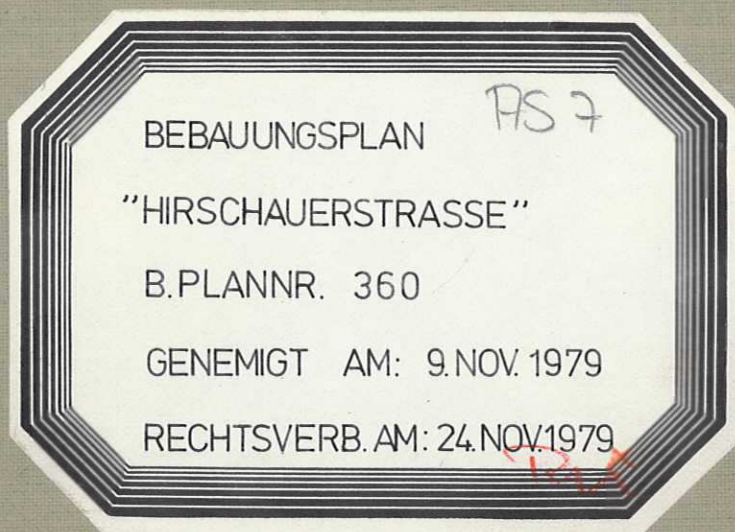 AS 7
BEBAUUNGSPLAN
"HIRSCHAUERSTRASSE"
B.PLANNR. 360
GENEMIGT AM: 9.NOV. 1979
RECHTSVERB. AM: 24.NOV.1979